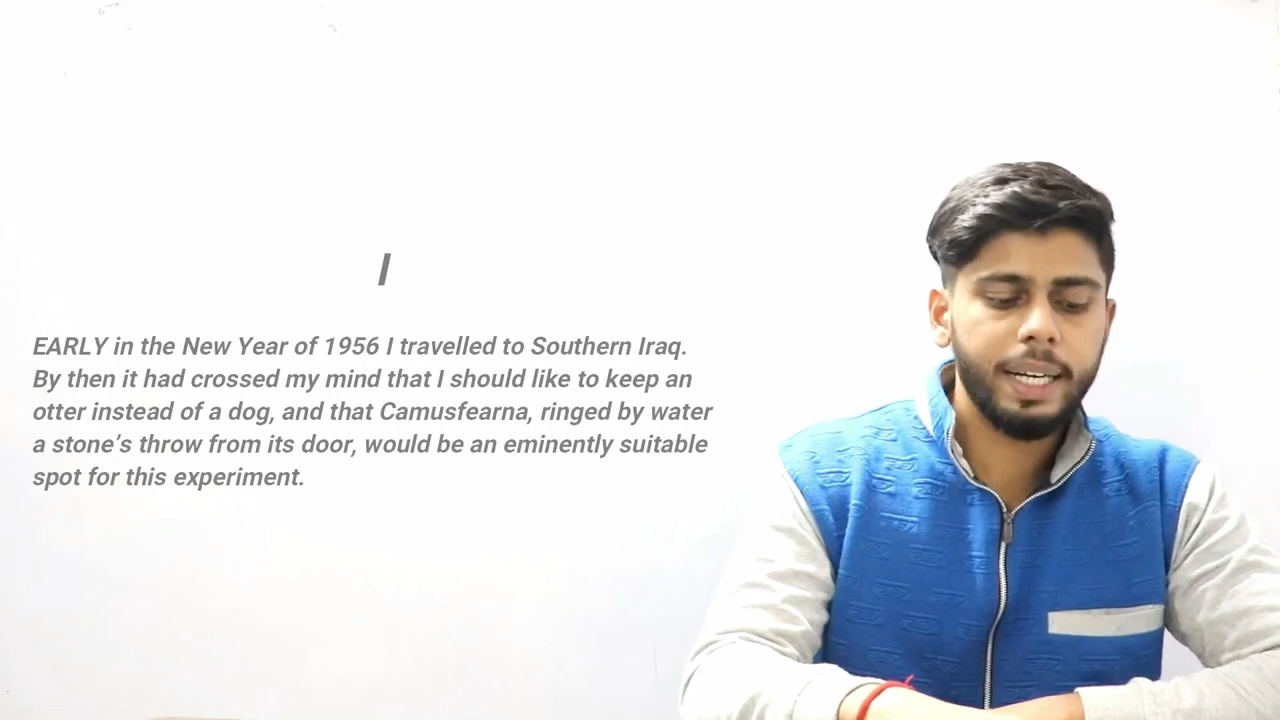 I
EARLY in the New Year of 1956 I travelled to Southern Iraq.
By then it had crossed my mind that I should like to keep an
otter instead of a dog, and that Camusfearna, ringed by water
a stone’s throw from its door, would be an eminently suitable
spot for this experiment.